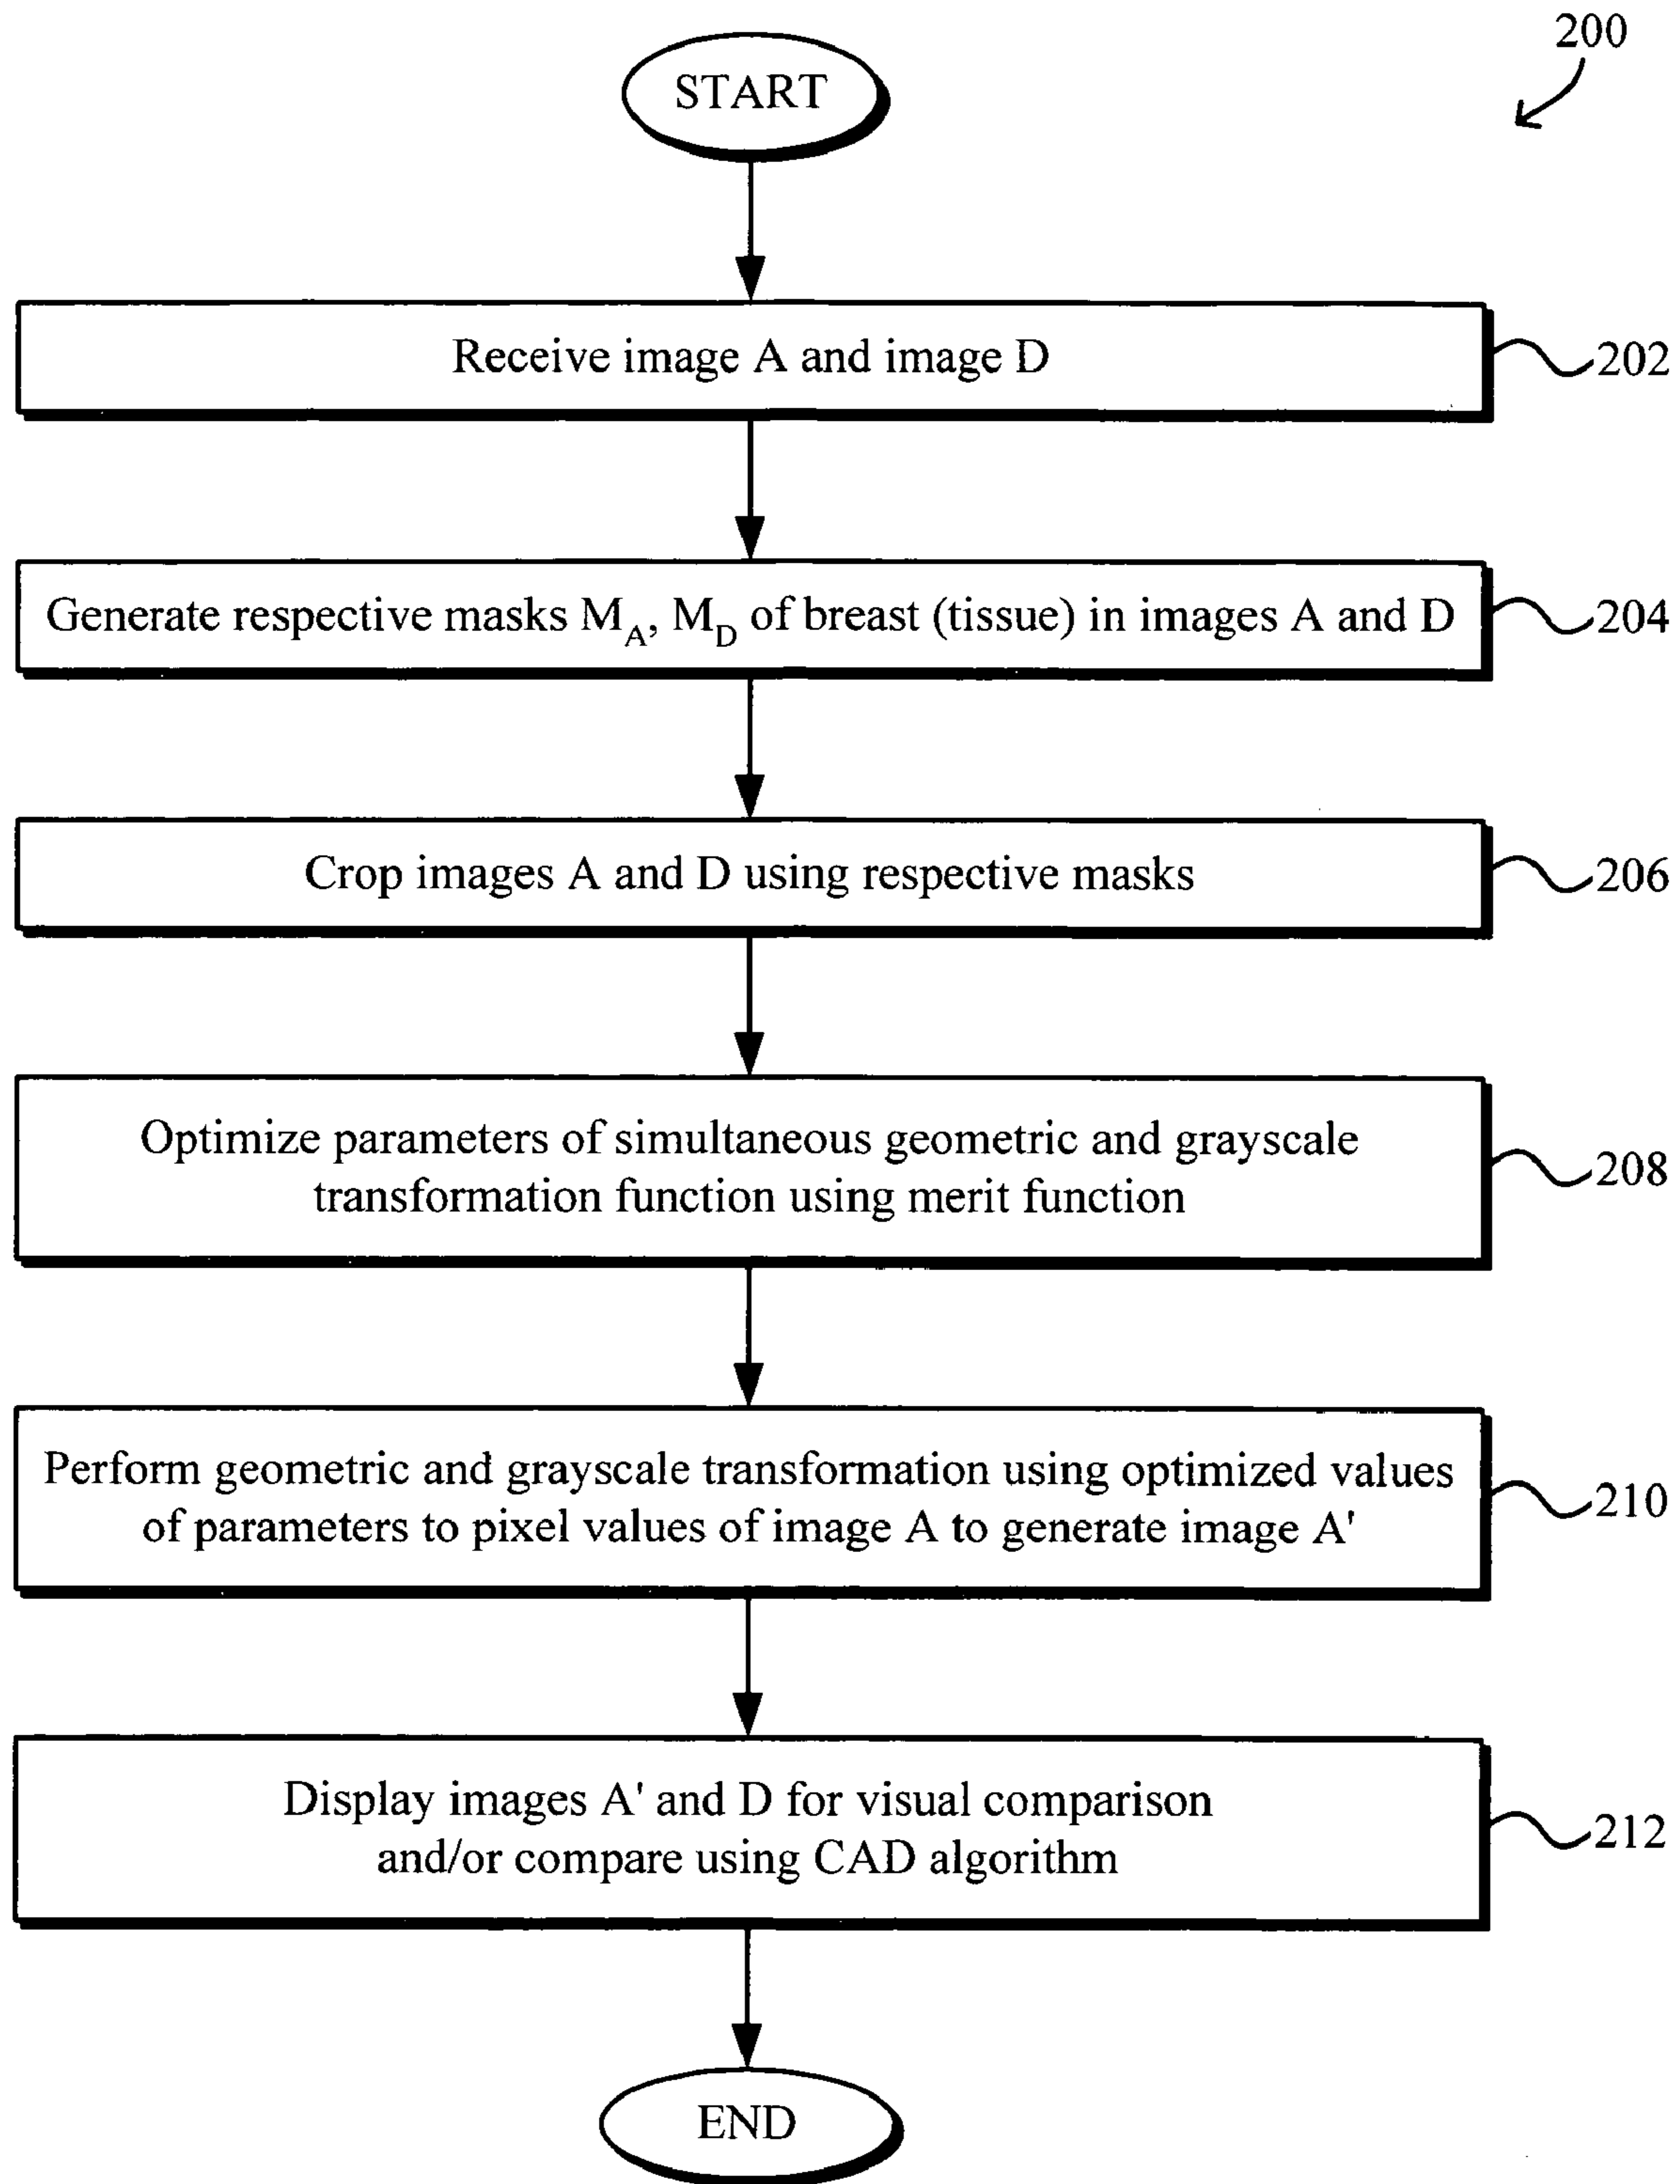 200
START
Receive image A and image D
202
Generate respective masks M_A, M_D of breast (tissue) in images A and D
204
Crop images A and D using respective masks
206
Optimize parameters of simultaneous geometric and grayscale
transformation function using merit function
208
Perform geometric and grayscale transformation using optimized values
of parameters to pixel values of image A to generate image A'
210
Display images A' and D for visual comparison
and/or compare using CAD algorithm
212
END